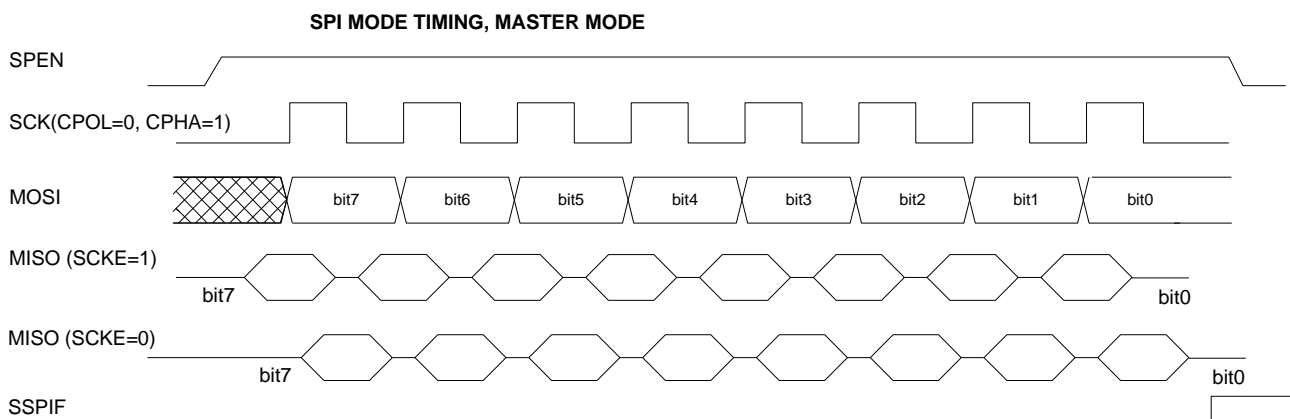 SPI MODE TIMING, MASTER MODE
SPEN
SCK(CPOL=0, CPHA=1)
MOSI bit7 bit6 bit5 bit4 bit3 bit2 bit1 bit0
MISO (SCKE=1)
bit7 bit0
MISO (SCKE=0)
bit7 bit0
SSPIF